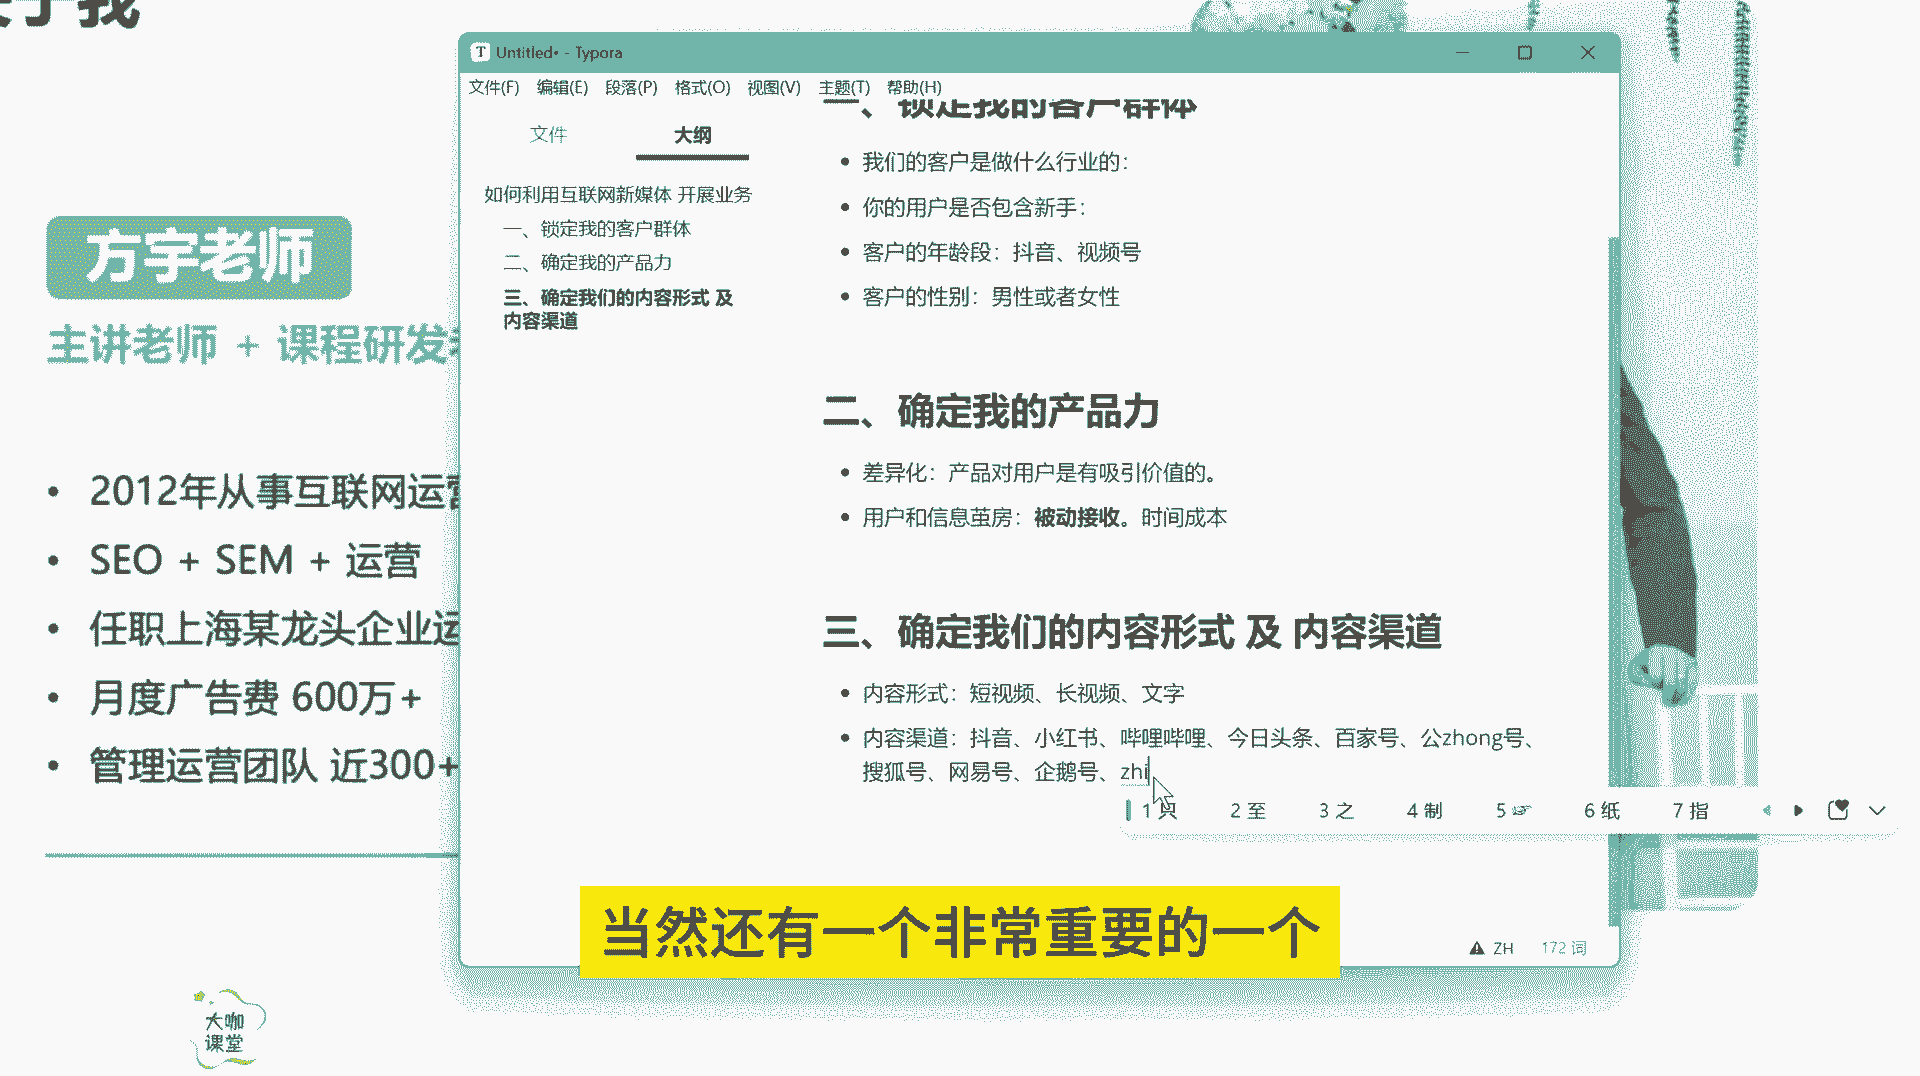 于我
方宇老师
主讲老师 + 课程研发
2012年从事互联网运营
SEO + SEM + 运营
任职上海某龙头企业运
月度广告费 600万+
管理运营团队 近300+
大咖
课堂
Untitled• - Typora
文件(F) 编辑(E) 段落(P) 格式(O) 视图(V) 主题(T) 帮助(H)
文件 大纲
如何利用互联网新媒体 开展业务
一、锁定我的客户群体
二、确定我的产品力
三、确定我们的内容形式 及
内容渠道
一、锁定我的客户群体
我们的客户是做什么行业的：
你的用户是否包含新手：
客户的年龄段：抖音、视频号
客户的性别：男性或者女性
二、确定我的产品力
差异化：产品对用户是有吸引价值的。
用户和信息茧房：被动接收。时间成本
三、确定我们的内容形式 及 内容渠道
内容形式：短视频、长视频、文字
内容渠道：抖音、小红书、哔哩哔哩、今日头条、百家号、公zhong号、
搜狐号、网易号、企鹅号、zhi
1 只 2 至 3 之 4 制 5 6 纸 7 指
ZH 172 词
当然还有一个非常重要的一个